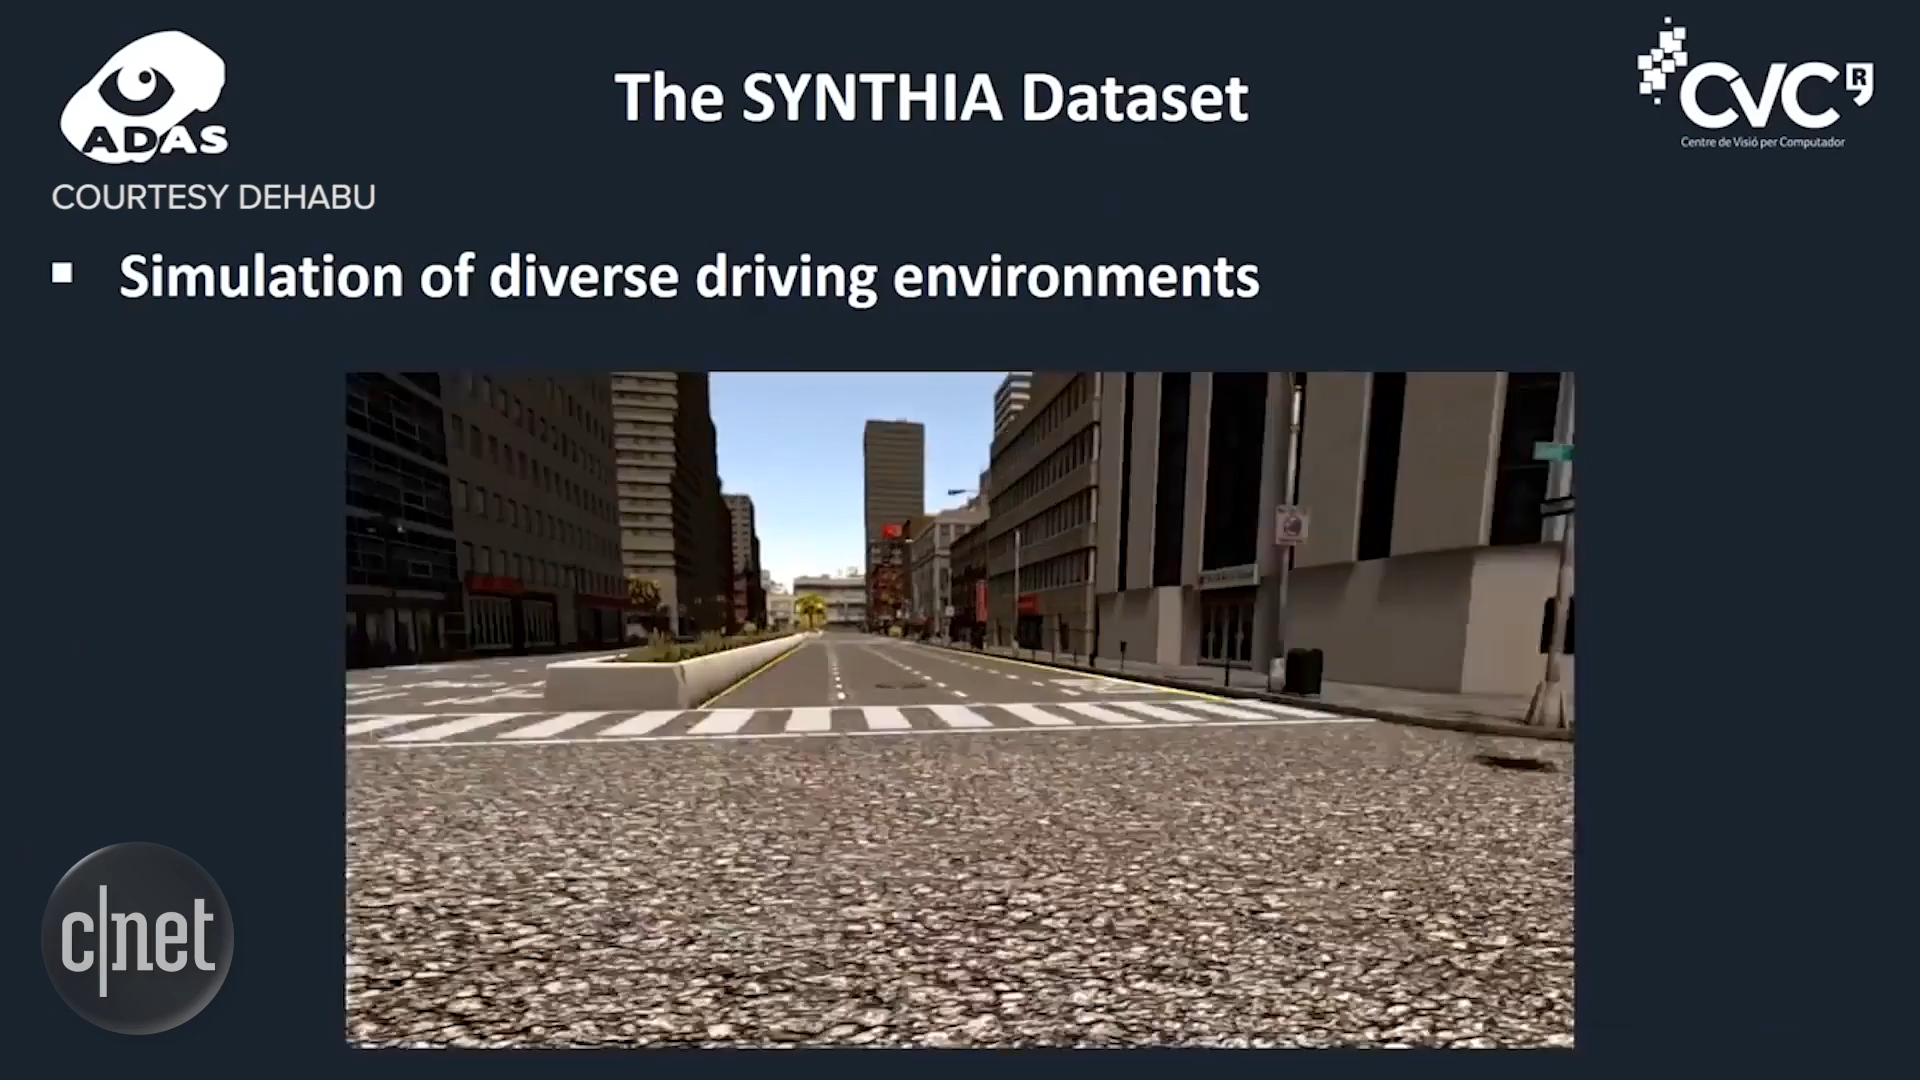 ADAS
The SYNTHIA Dataset
CVC R
Centre de Visió per Computador
COURTESY DEHABU
▪ Simulation of diverse driving environments
c|net